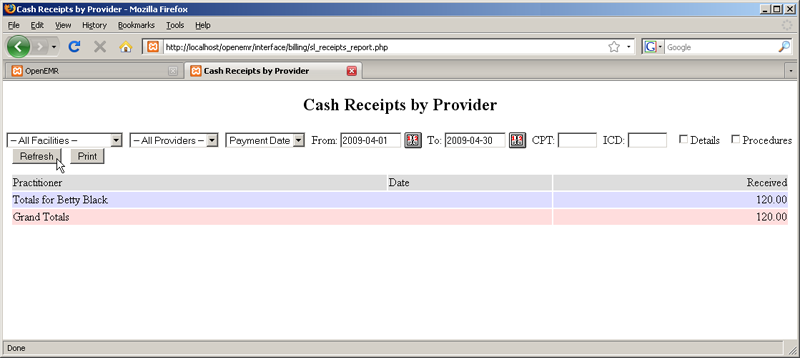 Cash Receipts by Provider - Mozilla Firefox
File Edit View History Bookmarks Tools Help
http://localhost/openemr/interface/billing/sl_receipts_report.php
G Google
OpenEMR
Cash Receipts by Provider
Cash Receipts by Provider
-- All Facilities -- -- All Providers -- Payment Date From: 2009-04-01 To: 2009-04-30 CPT: ICD: Details Procedures
Refresh Print
Practitioner Date Received
Totals for Betty Black 120.00
Grand Totals 120.00
Done